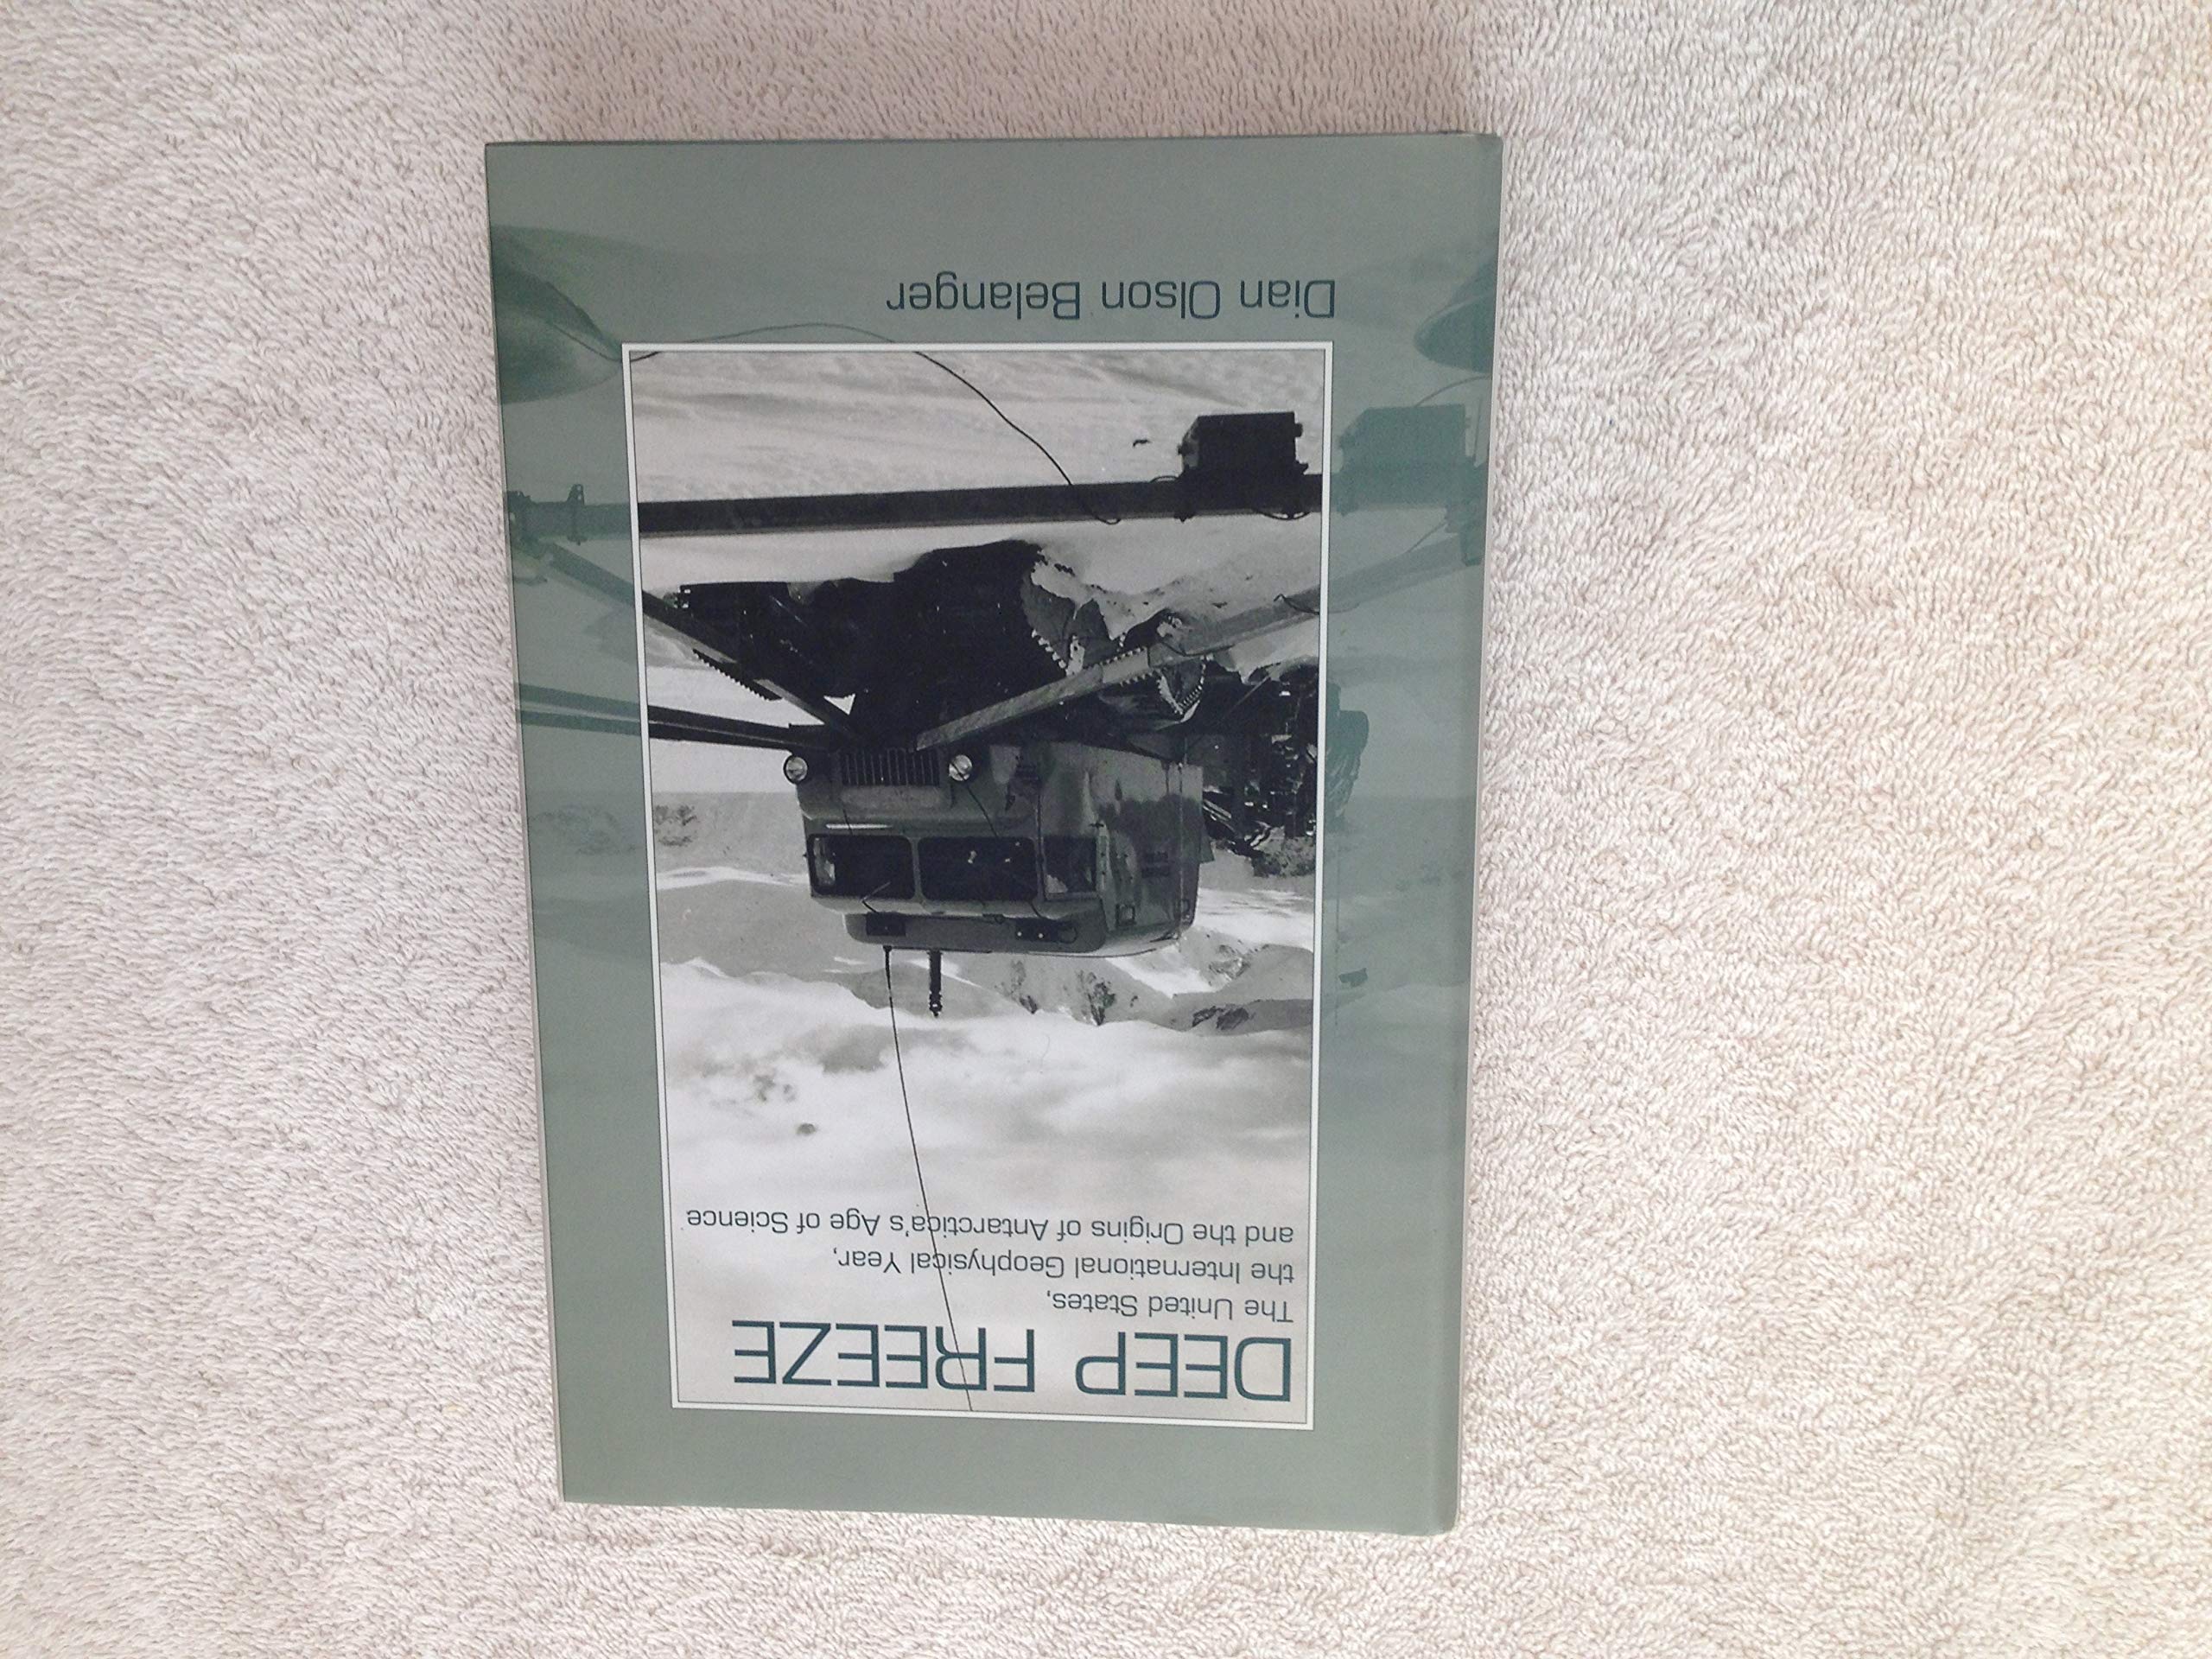 DEEP FREEZE
The United States,
the International Geophysical Year,
and the Origins of Antarctica's Age of Science
Dian Olson Belanger